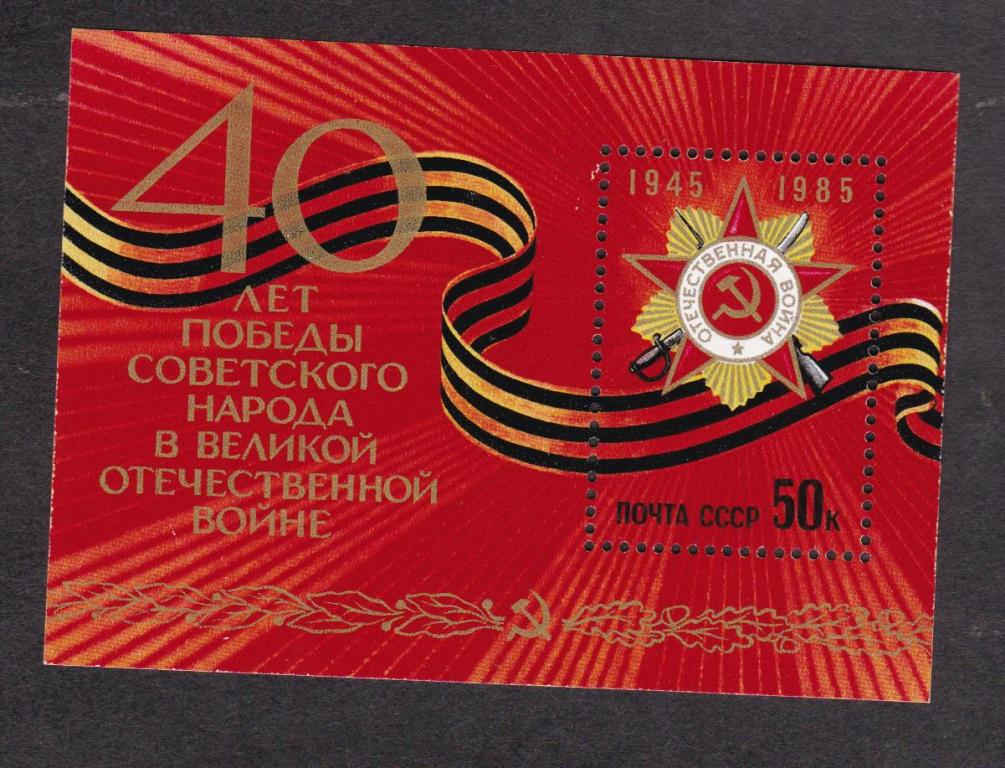 40
ЛЕТ
ПОБЕДЫ
СОВЕТСКОГО
НАРОДА
В ВЕЛИКОЙ
ОТЕЧЕСТВЕННОЙ
ВОЙНЕ
1945 1985
ОТЕЧЕСТВЕННАЯ ВОЙНА
ПОЧТА СССР 50К